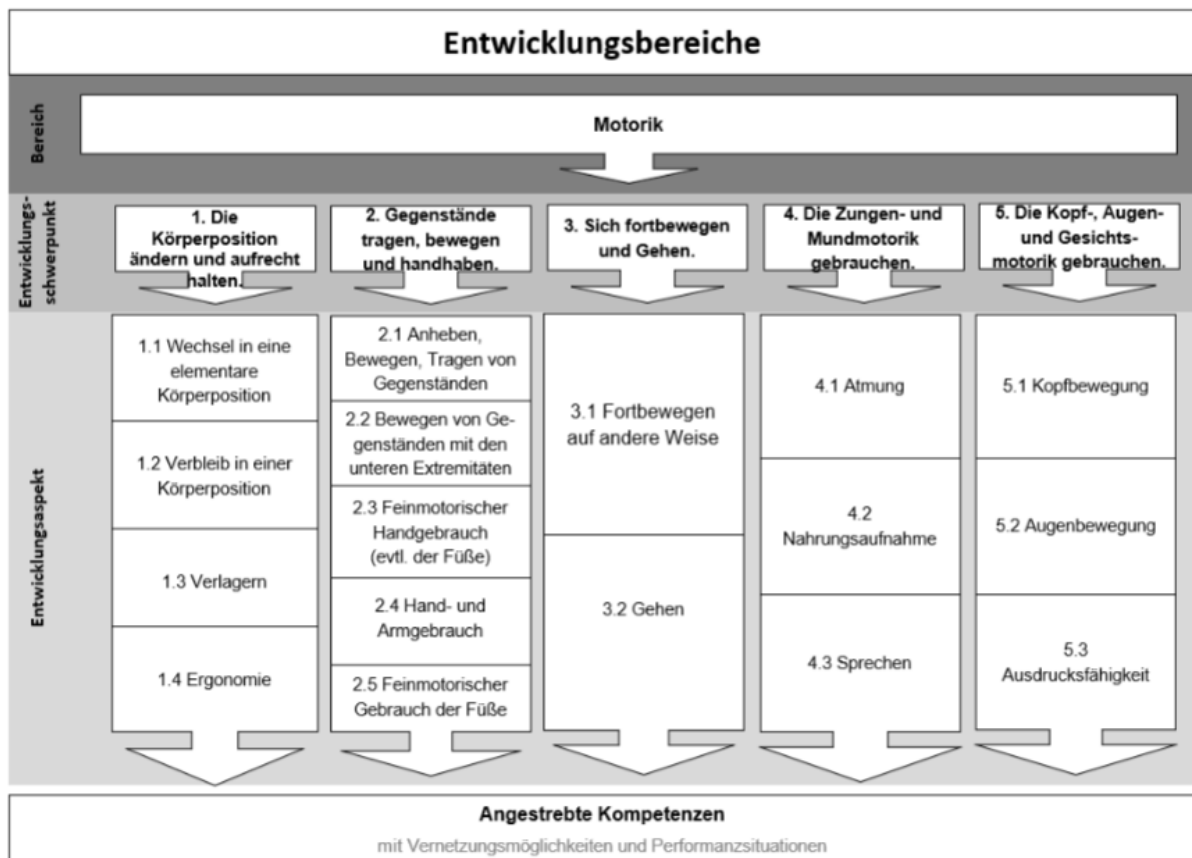 Entwicklungsbereiche
Bereich
Motorik
Entwicklungs-
schwerpunkt
1. Die
Körperposition
ändern und aufrecht
halten.
2. Gegenstände
tragen, bewegen
und handhaben.
3. Sich fortbewegen
und Gehen.
4. Die Zungen- und
Mundmotorik
gebrauchen.
5. Die Kopf-, Augen-
und Gesichts-
motorik gebrauchen.
Entwicklungsaspekt
1.1 Wechsel in eine
elementare
Körperposition
1.2 Verbleib in einer
Körperposition
1.3 Verlagern
1.4 Ergonomie
2.1 Anheben,
Bewegen, Tragen von
Gegenständen
2.2 Bewegen von Ge-
genständen mit den
unteren Extremitäten
2.3 Feinmotorischer
Handgebrauch
(evtl. der Füße)
2.4 Hand- und
Armgebrauch
2.5 Feinmotorischer
Gebrauch der Füße
3.1 Fortbewegen
auf andere Weise
3.2 Gehen
4.1 Atmung
4.2
Nahrungsaufnahme
4.3 Sprechen
5.1 Kopfbewegung
5.2 Augenbewegung
5.3
Ausdrucksfähigkeit
Angestrebte Kompetenzen
mit Vernetzungsmöglichkeiten und Performanzsituationen